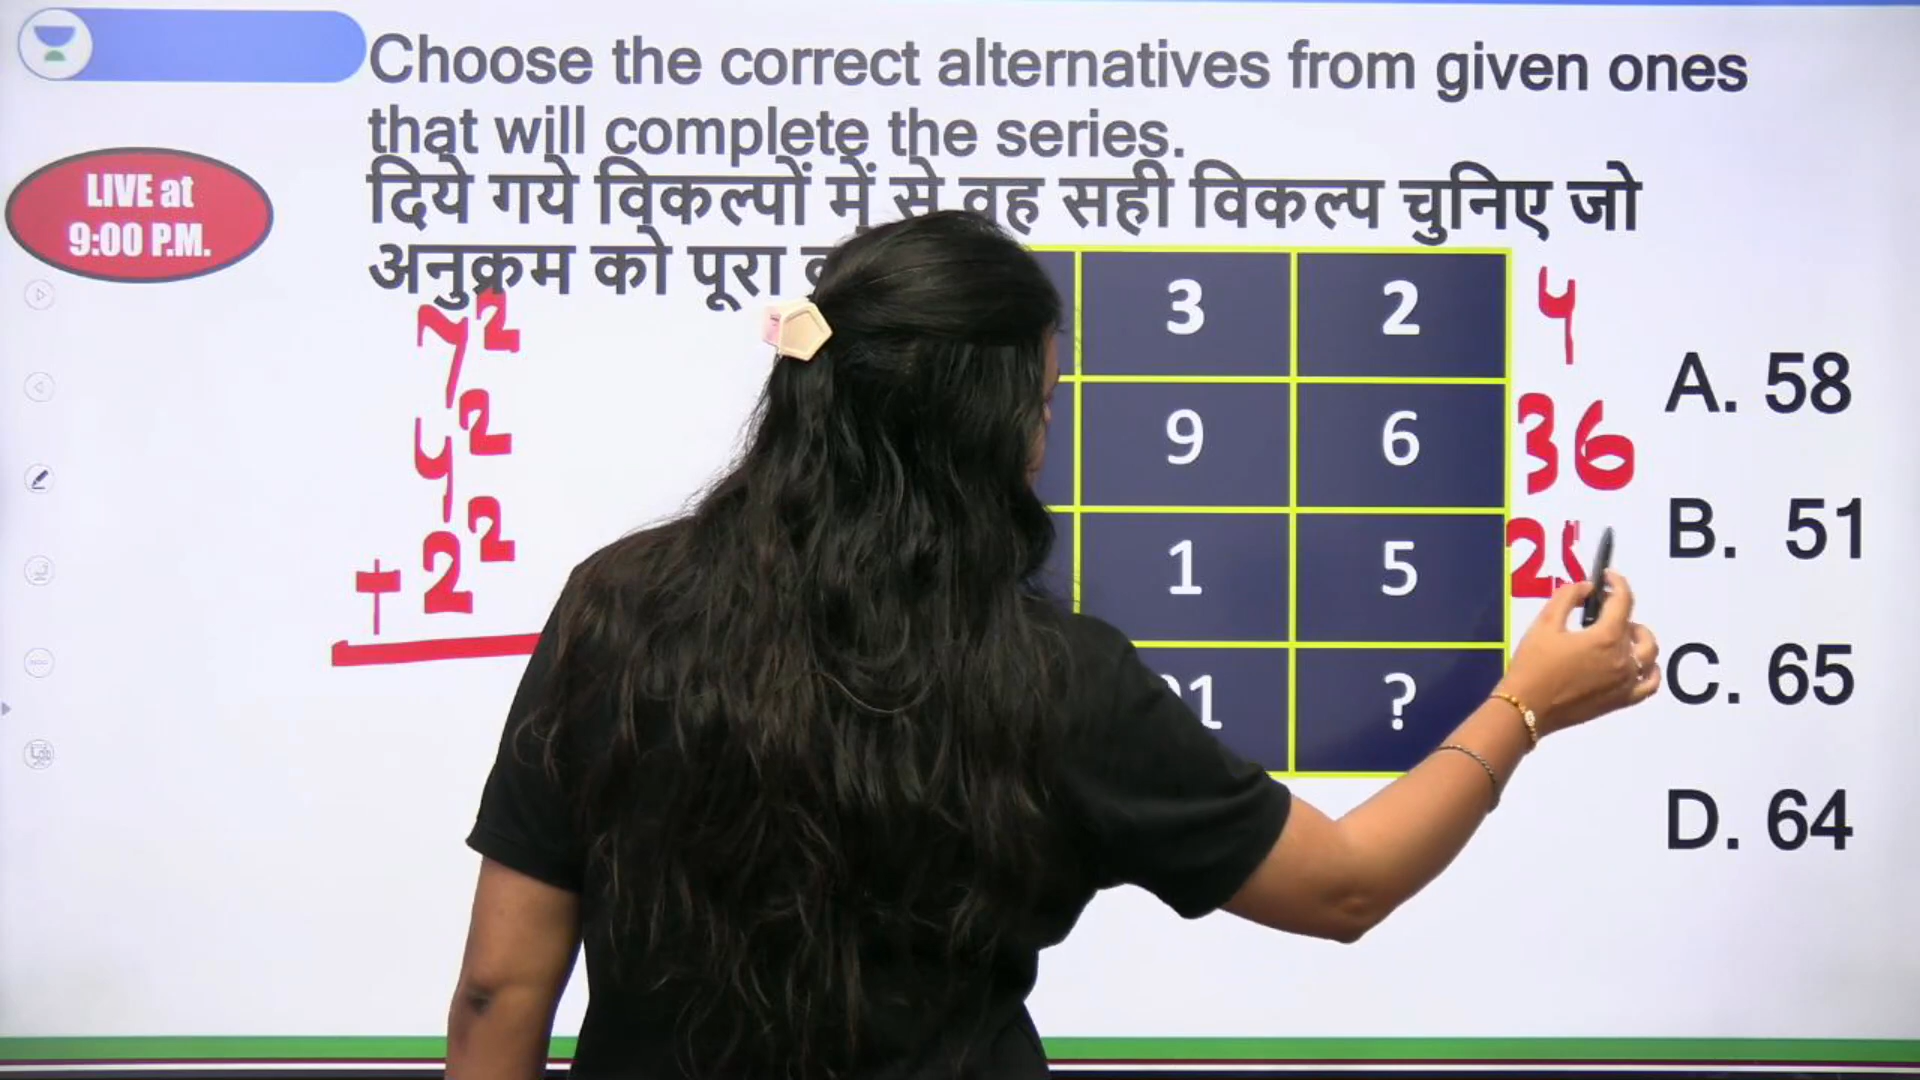 Choose the correct alternatives from given ones
that will complete the series.
दिये गये विकल्पों में से वह सही विकल्प चुनिए जो
अनुक्रम को पूरा
LIVE at
9:00 P.M.
3 2 4
9 6 36
1 5 25
?
7²
4²
+ 2²
A. 58
B. 51
C. 65
D. 64